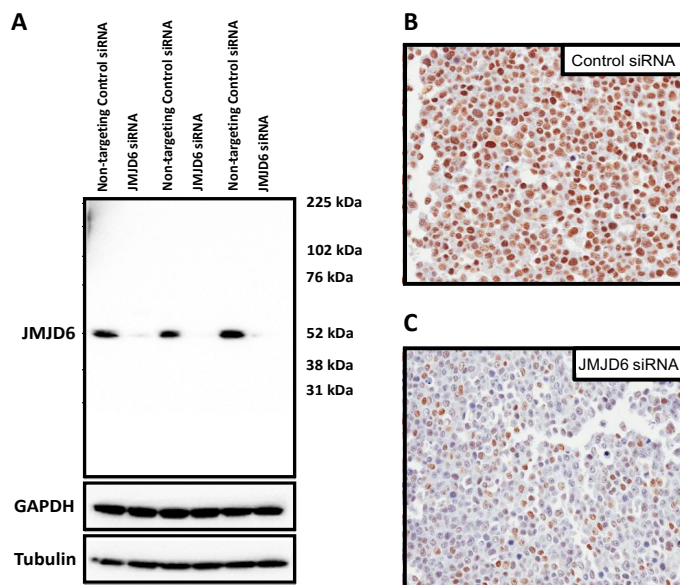 A
Non-targeting Control siRNA
JMJD6 siRNA
Non-targeting Control siRNA
JMJD6 siRNA
Non-targeting Control siRNA
JMJD6 siRNA
225 kDa
102 kDa
76 kDa
JMJD6
52 kDa
38 kDa
31 kDa
GAPDH
Tubulin
B
Control siRNA
C
JMJD6 siRNA